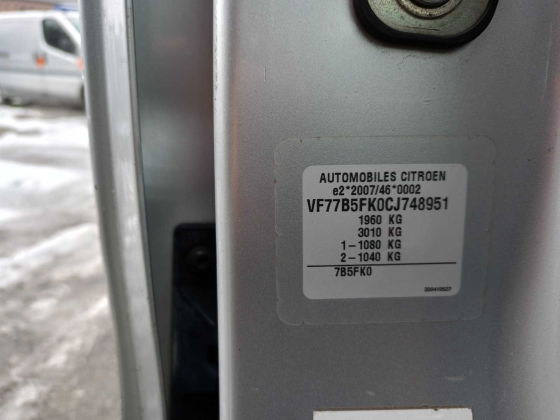 AUTOMOBILES CITROEN
e2*2007/46*0002
VF77B5FK0CJ748951
1960 KG
3010 KG
1-1080 KG
2-1040 KG
7B5FK0